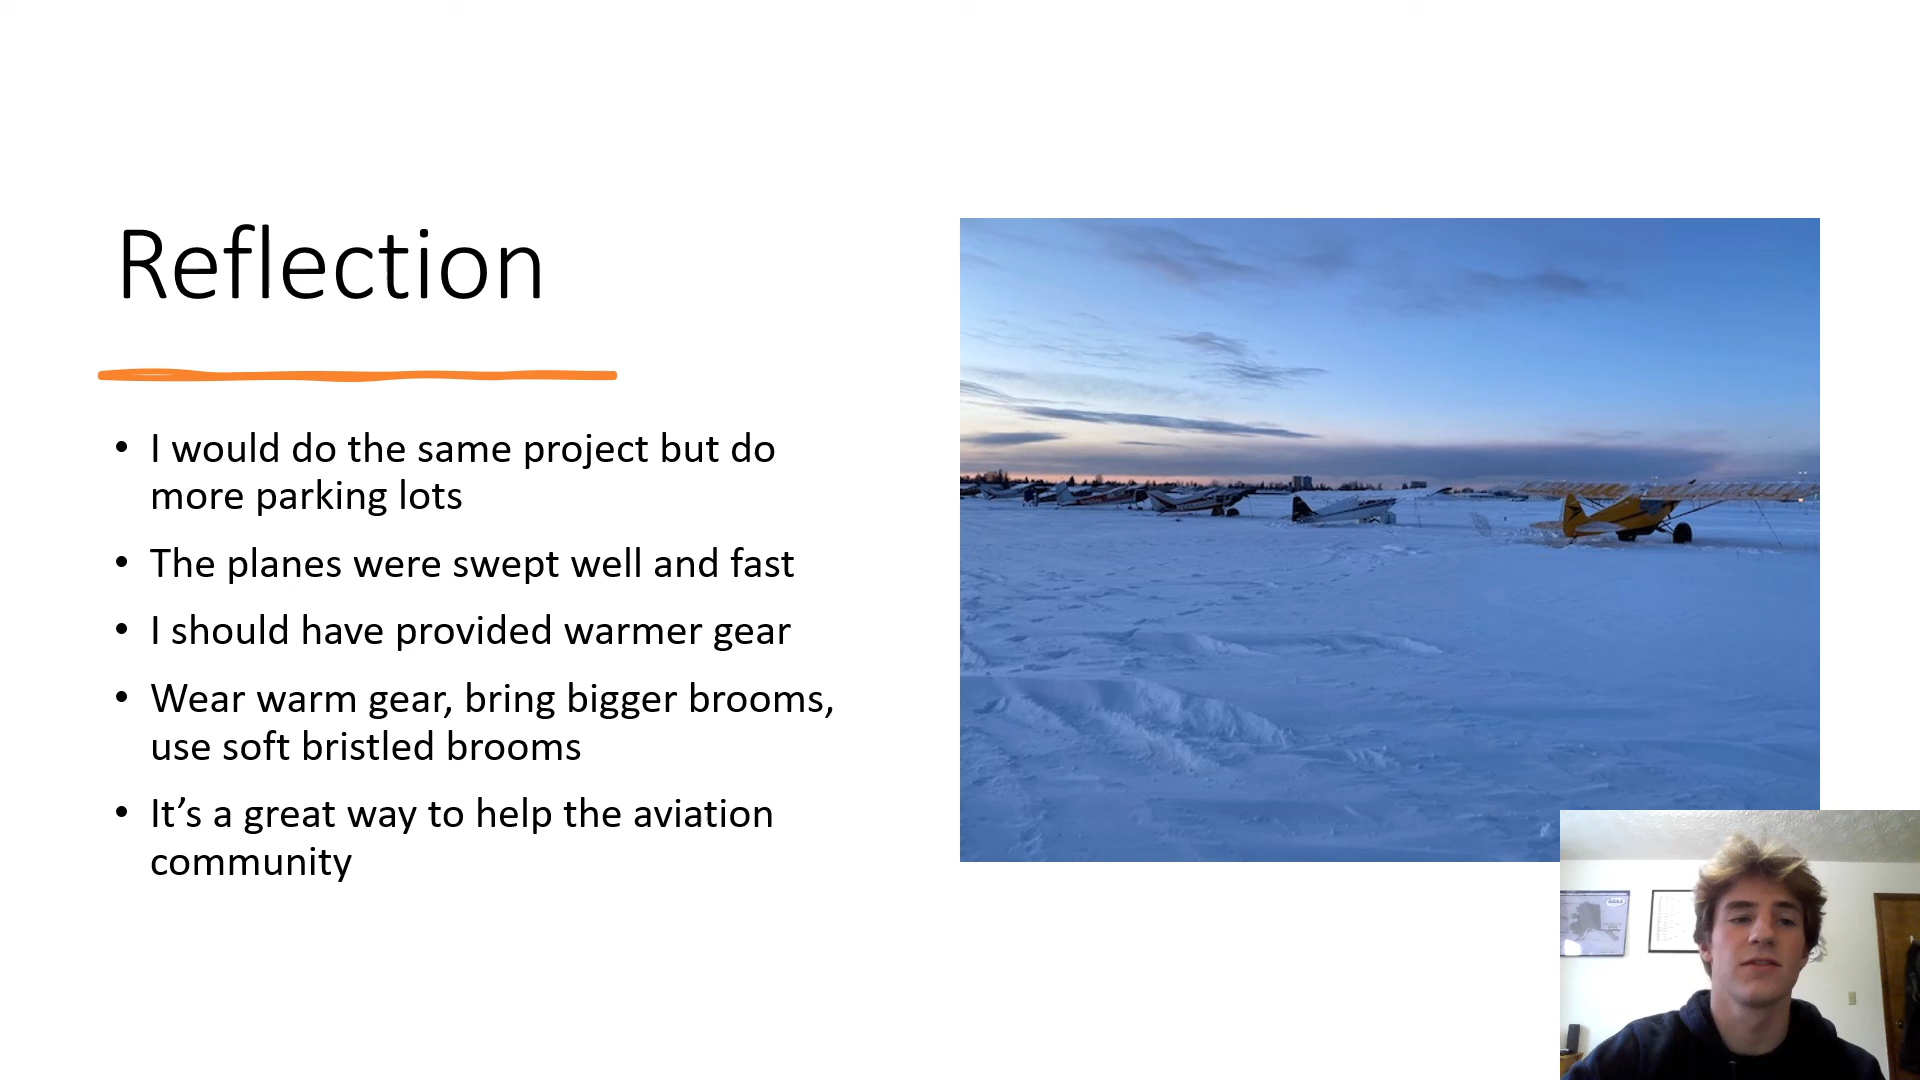 Reflection
• I would do the same project but do
more parking lots
• The planes were swept well and fast
• I should have provided warmer gear
• Wear warm gear, bring bigger brooms,
use soft bristled brooms
• It’s a great way to help the aviation
community